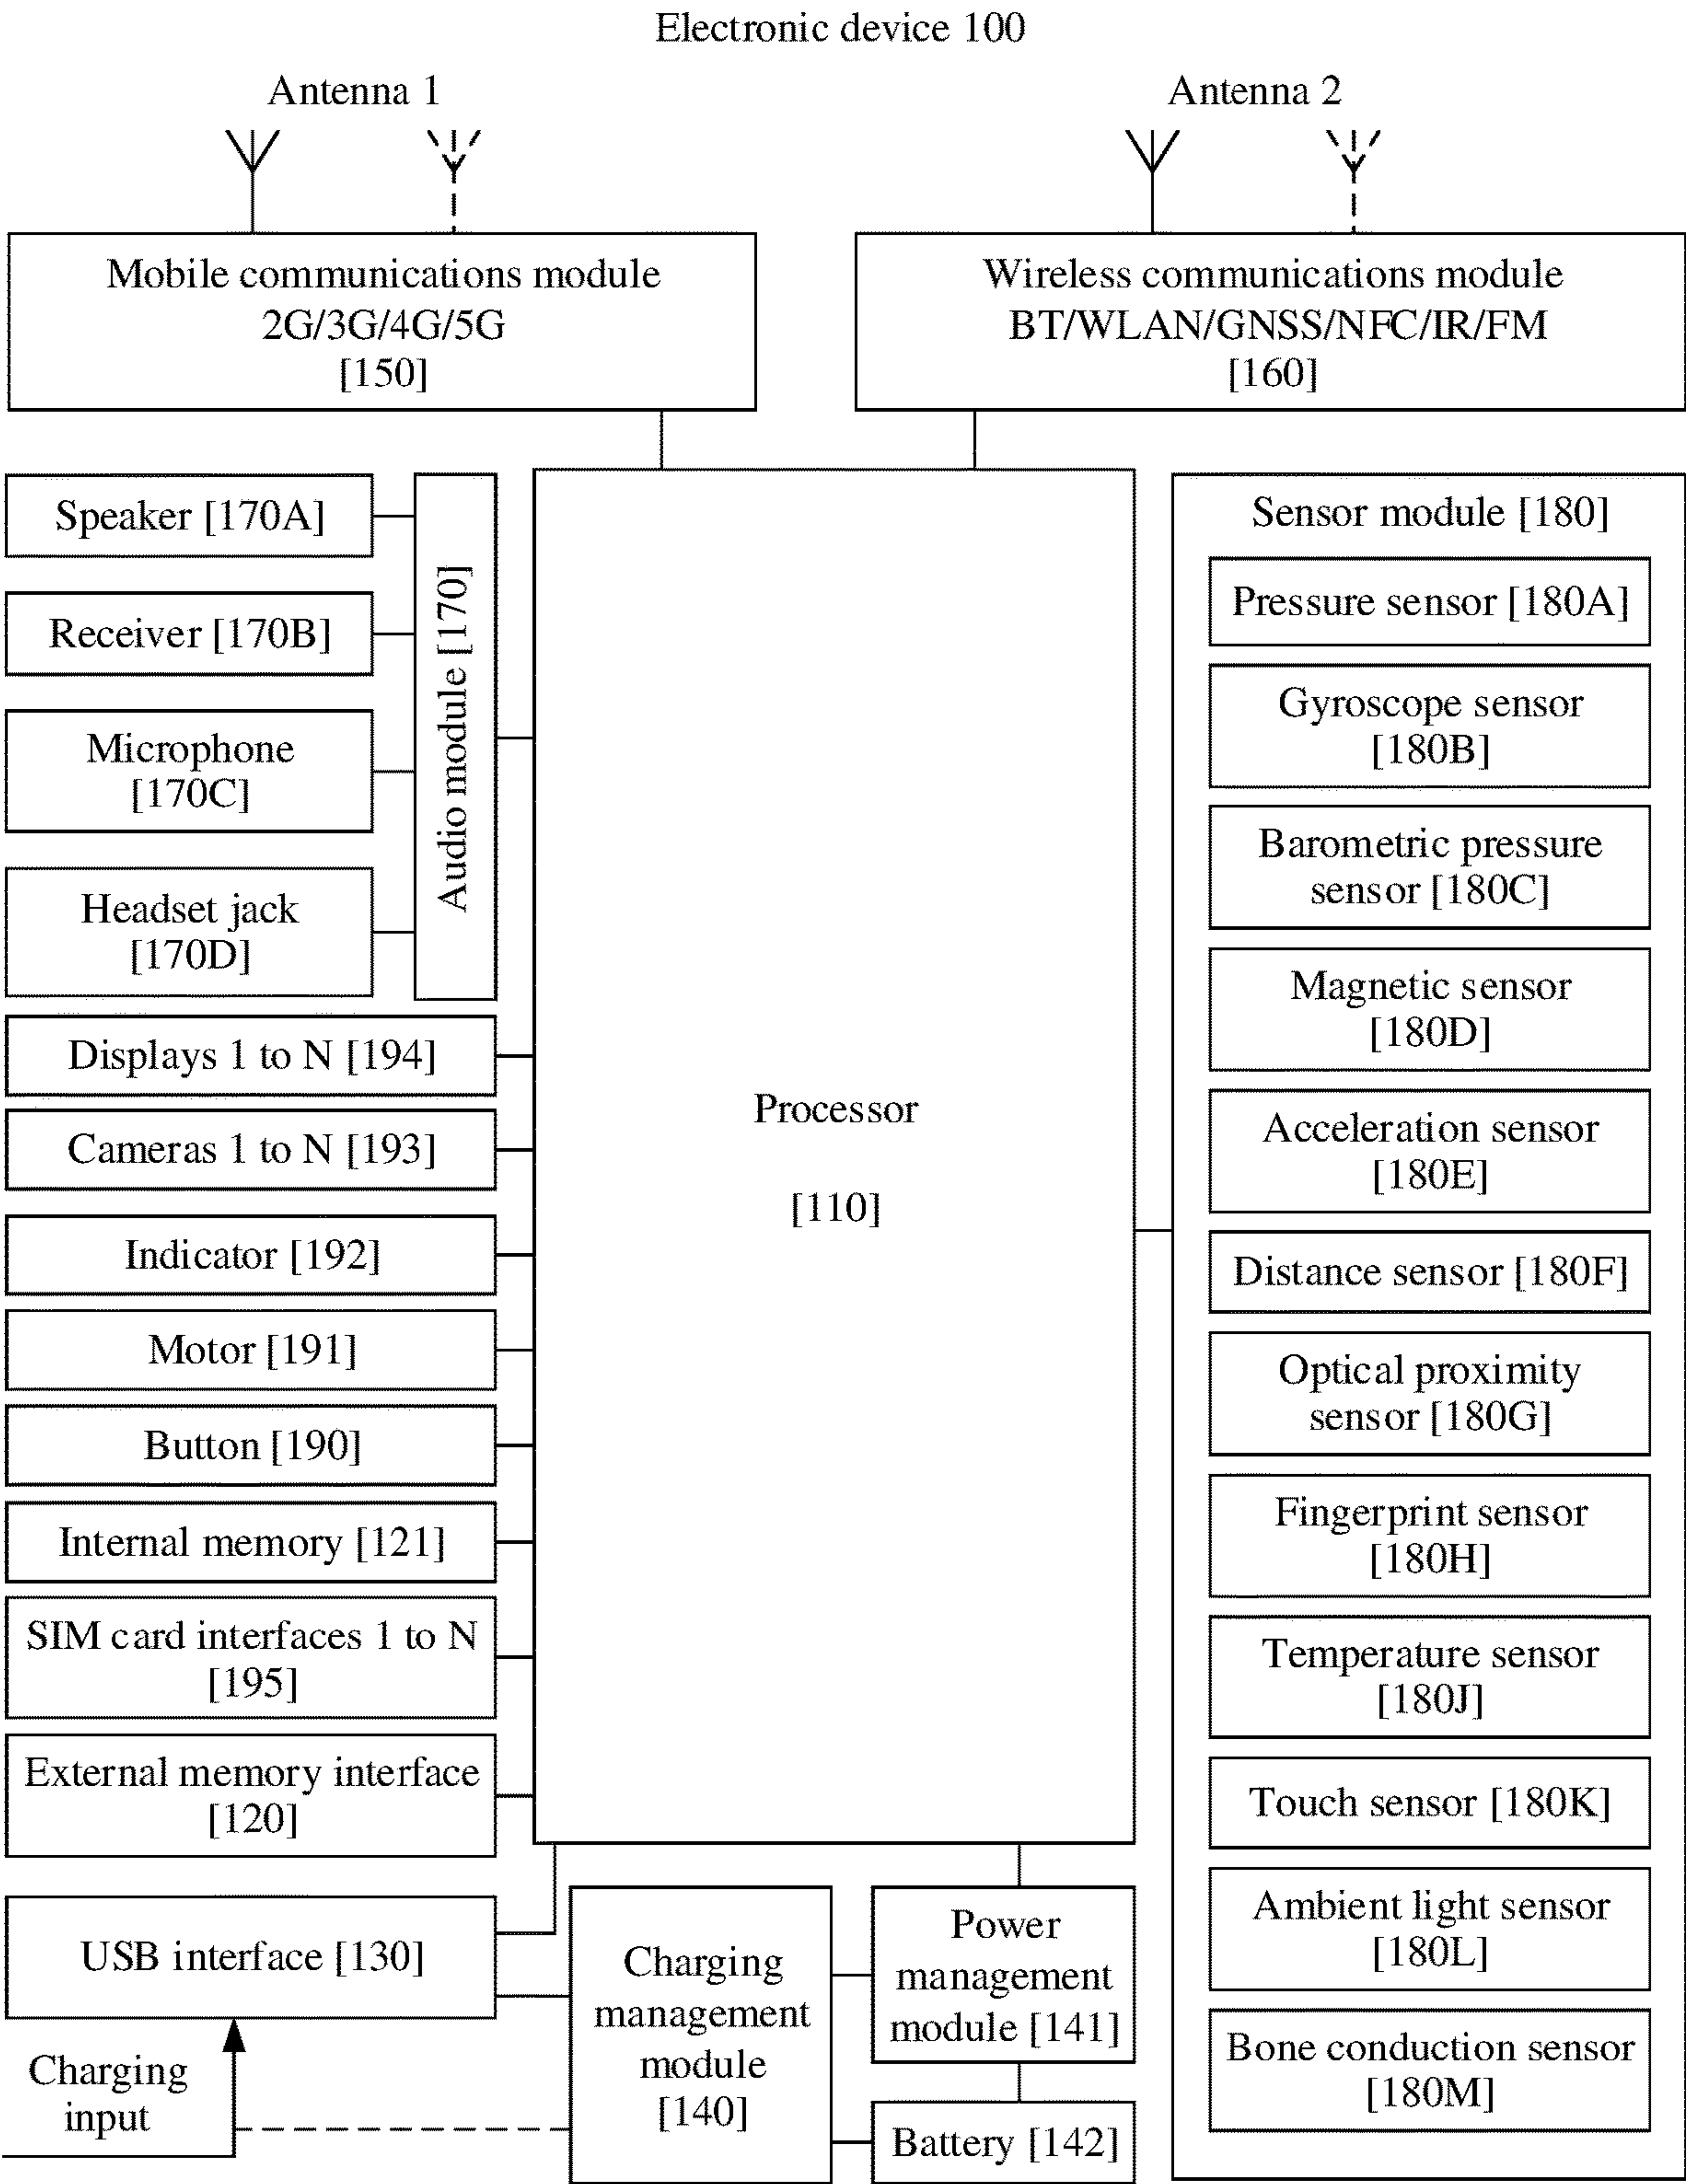 Electronic device 100
Antenna 1
Antenna 2
Mobile communications module
2G/3G/4G/5G
[150]
Wireless communications module
BT/WLAN/GNSS/NFC/IR/FM
[160]
Speaker [170A]
Receiver [170B]
Microphone
[170C]
Headset jack
[170D]
Audio module [170]
Displays 1 to N [194]
Cameras 1 to N [193]
Indicator [192]
Motor [191]
Button [190]
Internal memory [121]
SIM card interfaces 1 to N
[195]
External memory interface
[120]
USB interface [130]
Charging
input
Processor
[110]
Charging
management
module
[140]
Power
management
module [141]
Battery [142]
Sensor module [180]
Pressure sensor [180A]
Gyroscope sensor
[180B]
Barometric pressure
sensor [180C]
Magnetic sensor
[180D]
Acceleration sensor
[180E]
Distance sensor [180F]
Optical proximity
sensor [180G]
Fingerprint sensor
[180H]
Temperature sensor
[180J]
Touch sensor [180K]
Ambient light sensor
[180L]
Bone conduction sensor
[180M]